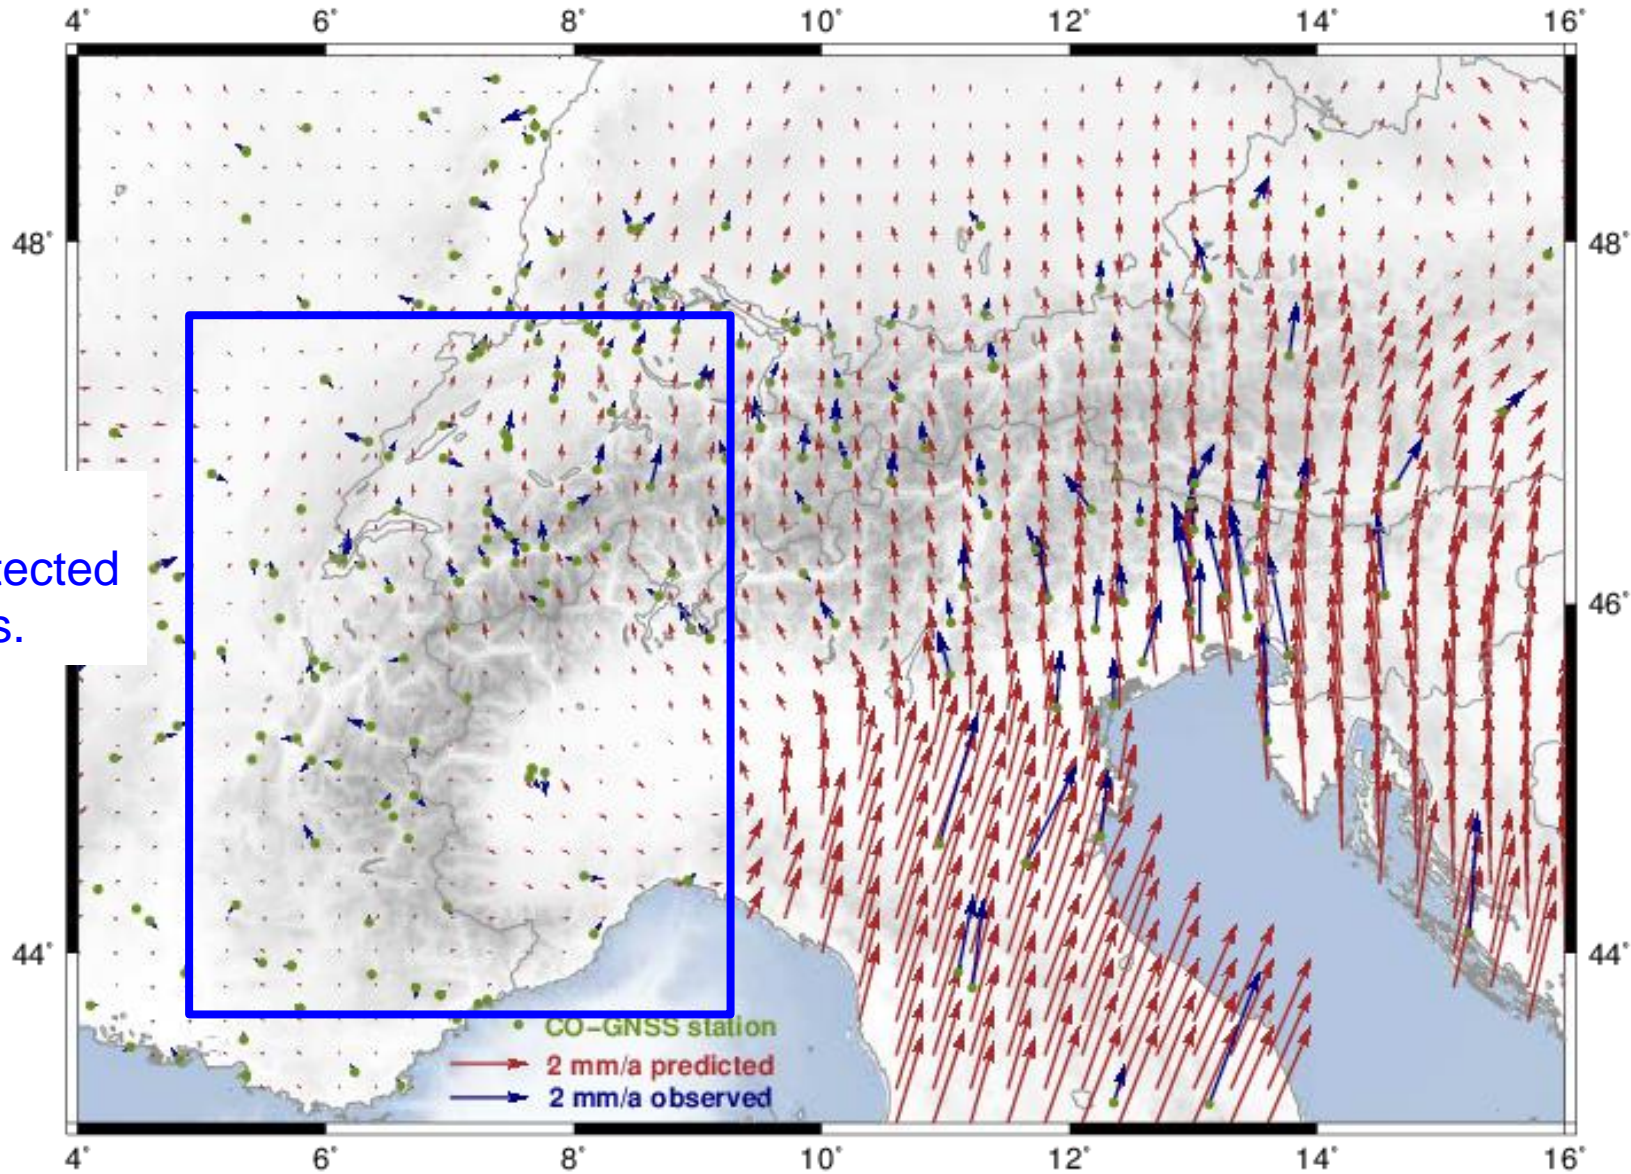 4° 6° 8° 10° 12° 14° 16°
48° 48°
tected
46°
s.
44° 44°
CO-GNSS station
2 mm/a predicted
2 mm/a observed
4° 6° 8° 10° 12° 14° 16°